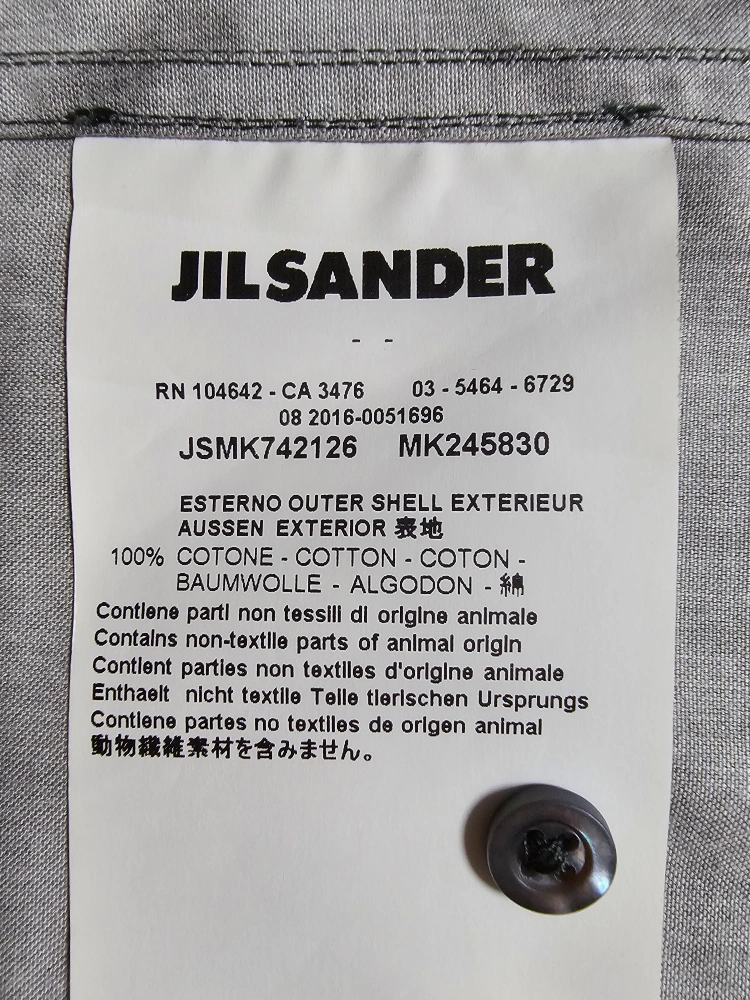 JIL SANDER
- -
RN 104642 - CA 3476 03 - 5464 - 6729
08 2016-0051696
JSMK742126 MK245830
ESTERNO OUTER SHELL EXTERIEUR
AUSSEN EXTERIOR 表地
100% COTONE - COTTON - COTON -
BAUMWOLLE - ALGODON - 綿
Contiene parti non tessili di origine animale
Contains non-textile parts of animal origin
Contient parties non textiles d'origine animale
Enthaelt nicht textile Teile tierischen Ursprungs
Contiene partes no textiles de origen animal
動物繊維素材を含みません。